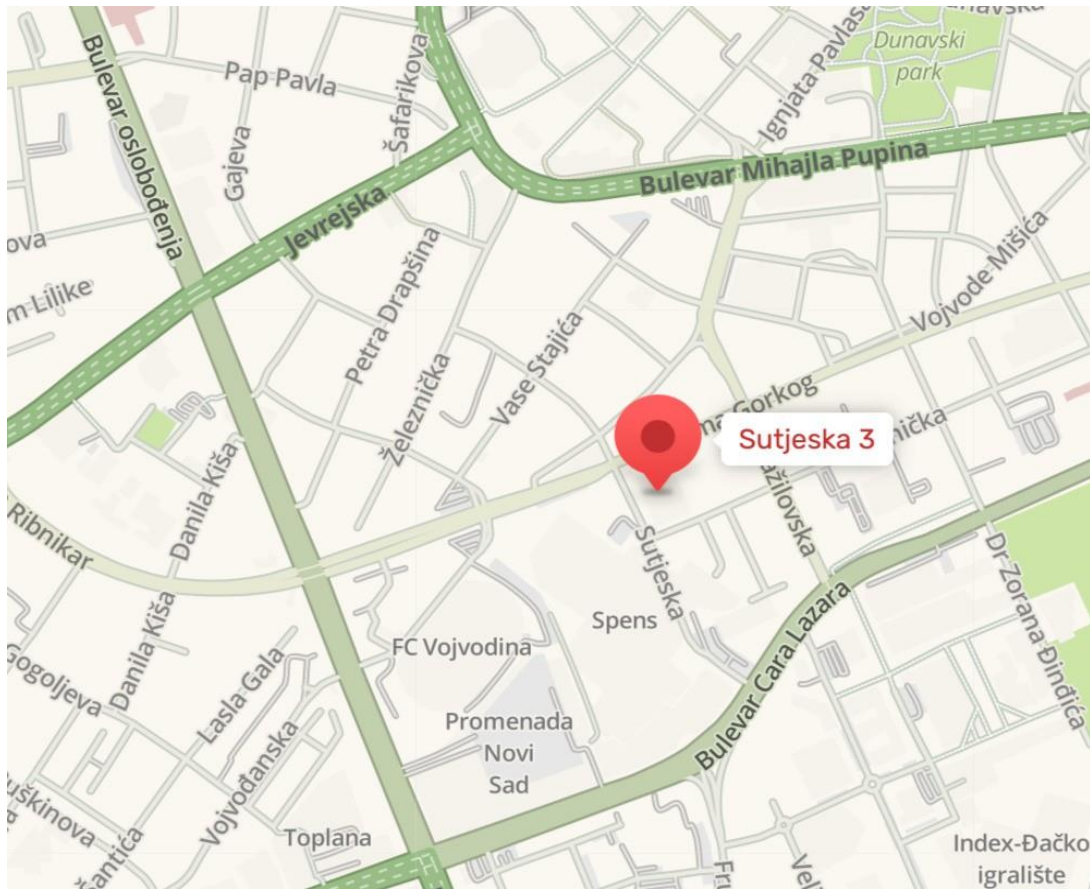 Dunavski
park
Ignjata Pavlasa
Šafarikova
Pap Pavla
Bulevar oslobođenja
Gajeva
Bulevar Mihajla Pupina
Jevrejska
Petra Drapšina
Vojvode Mišića
Železnička
Vase Stajića
Sutjeska 3
Danila Kiša
Ribnikar
Sutjeska
Dr Zorana Đinđića
Spens
Bulevar Cara Lazara
FC Vojvodina
Danila Kiša
Gogoljeva
Lasla Gala
Promenada
Novi
Sad
Vojvođanska
Toplana
Index-Đačko
igralište